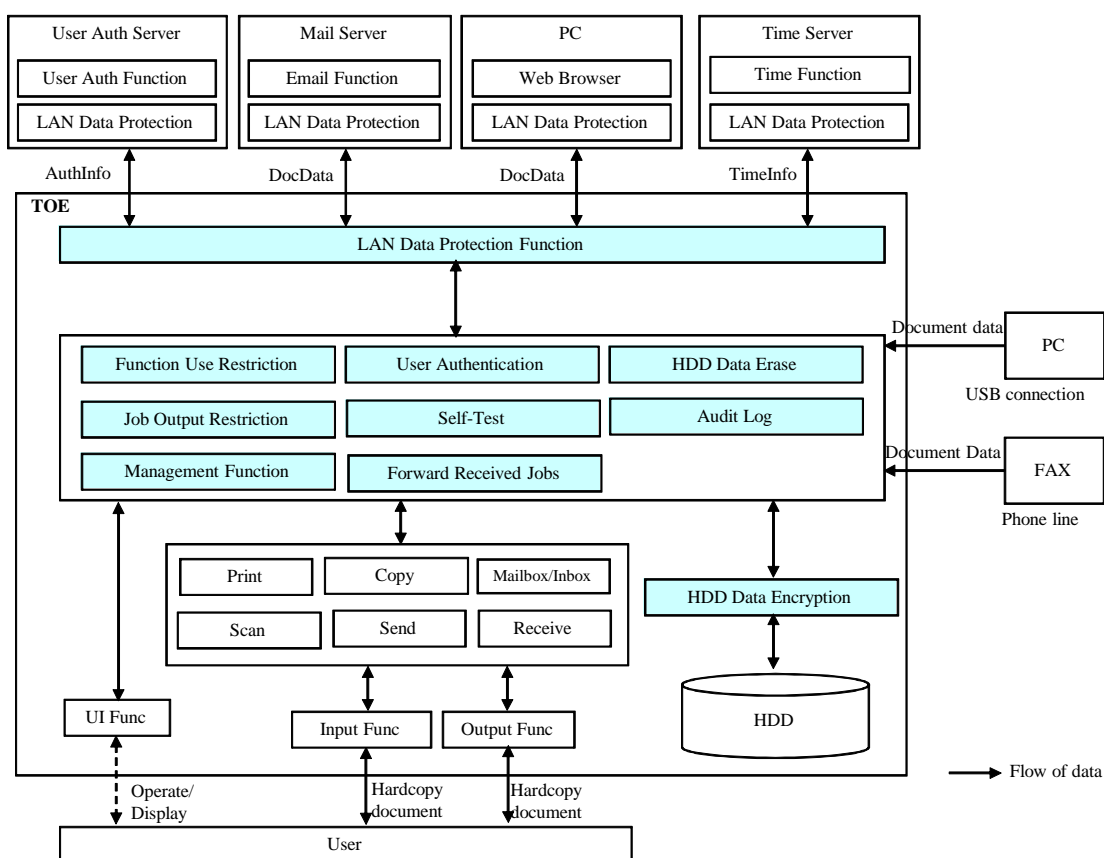 User Auth Server
Mail Server
PC
Time Server
User Auth Function
Email Function
Web Browser
Time Function
LAN Data Protection
LAN Data Protection
LAN Data Protection
LAN Data Protection
AuthInfo
DocData
DocData
TimeInfo
TOE
LAN Data Protection Function
Document data
PC
USB connection
Function Use Restriction
User Authentication
HDD Data Erase
Job Output Restriction
Self-Test
Audit Log
Management Function
Forward Received Jobs
Document Data
FAX
Phone line
Print
Copy
Mailbox/Inbox
Scan
Send
Receive
HDD Data Encryption
HDD
UI Func
Input Func
Output Func
Flow of data
Operate/
Display
Hardcopy
document
Hardcopy
document
User